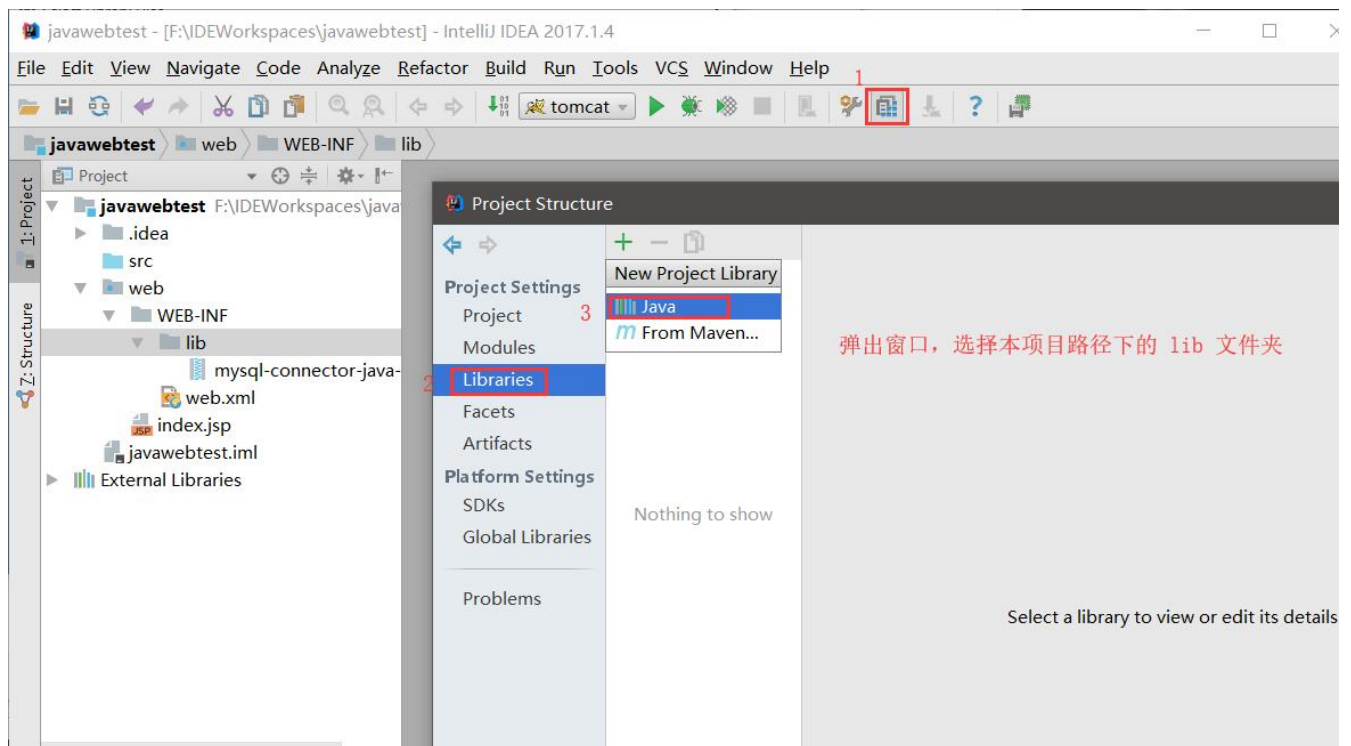 javawebtest - [F:\IDEWorkspaces\javawebtest] - IntelliJ IDEA 2017.1.4
File Edit View Navigate Code Analyze Refactor Build Run Tools VCS Window Help
1
tomcat
javawebtest web WEB-INF lib
1: Project
Z: Structure
Project
javawebtest F:\IDEWorkspaces\java
.idea
src
web
WEB-INF
lib
mysql-connector-java-
web.xml
JSP index.jsp
javawebtest.iml
External Libraries
Project Structure
Project Settings
Project
Modules
2 Libraries
Facets
Artifacts
Platform Settings
SDKs
Global Libraries
Problems
New Project Library
3 Java
m From Maven...
Nothing to show
弹出窗口，选择本项目路径下的 lib 文件夹
Select a library to view or edit its details